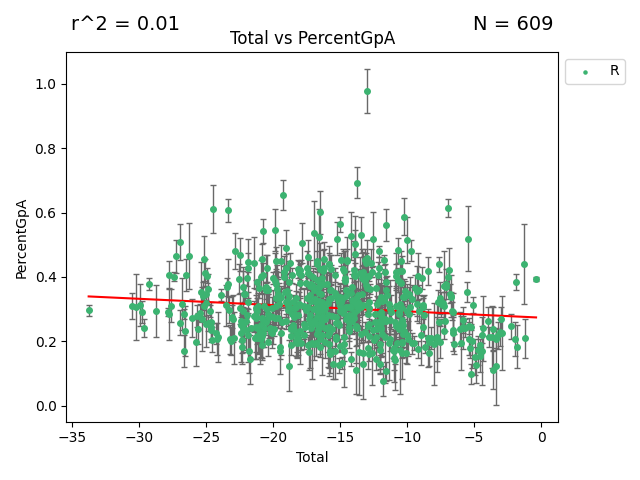 r^2 = 0.01
N = 609
Total vs PercentGpA
R
1.0
0.8
0.6
0.4
0.2
0.0
PercentGpA
−35
−30
−25
−20
−15
−10
−5
0
Total